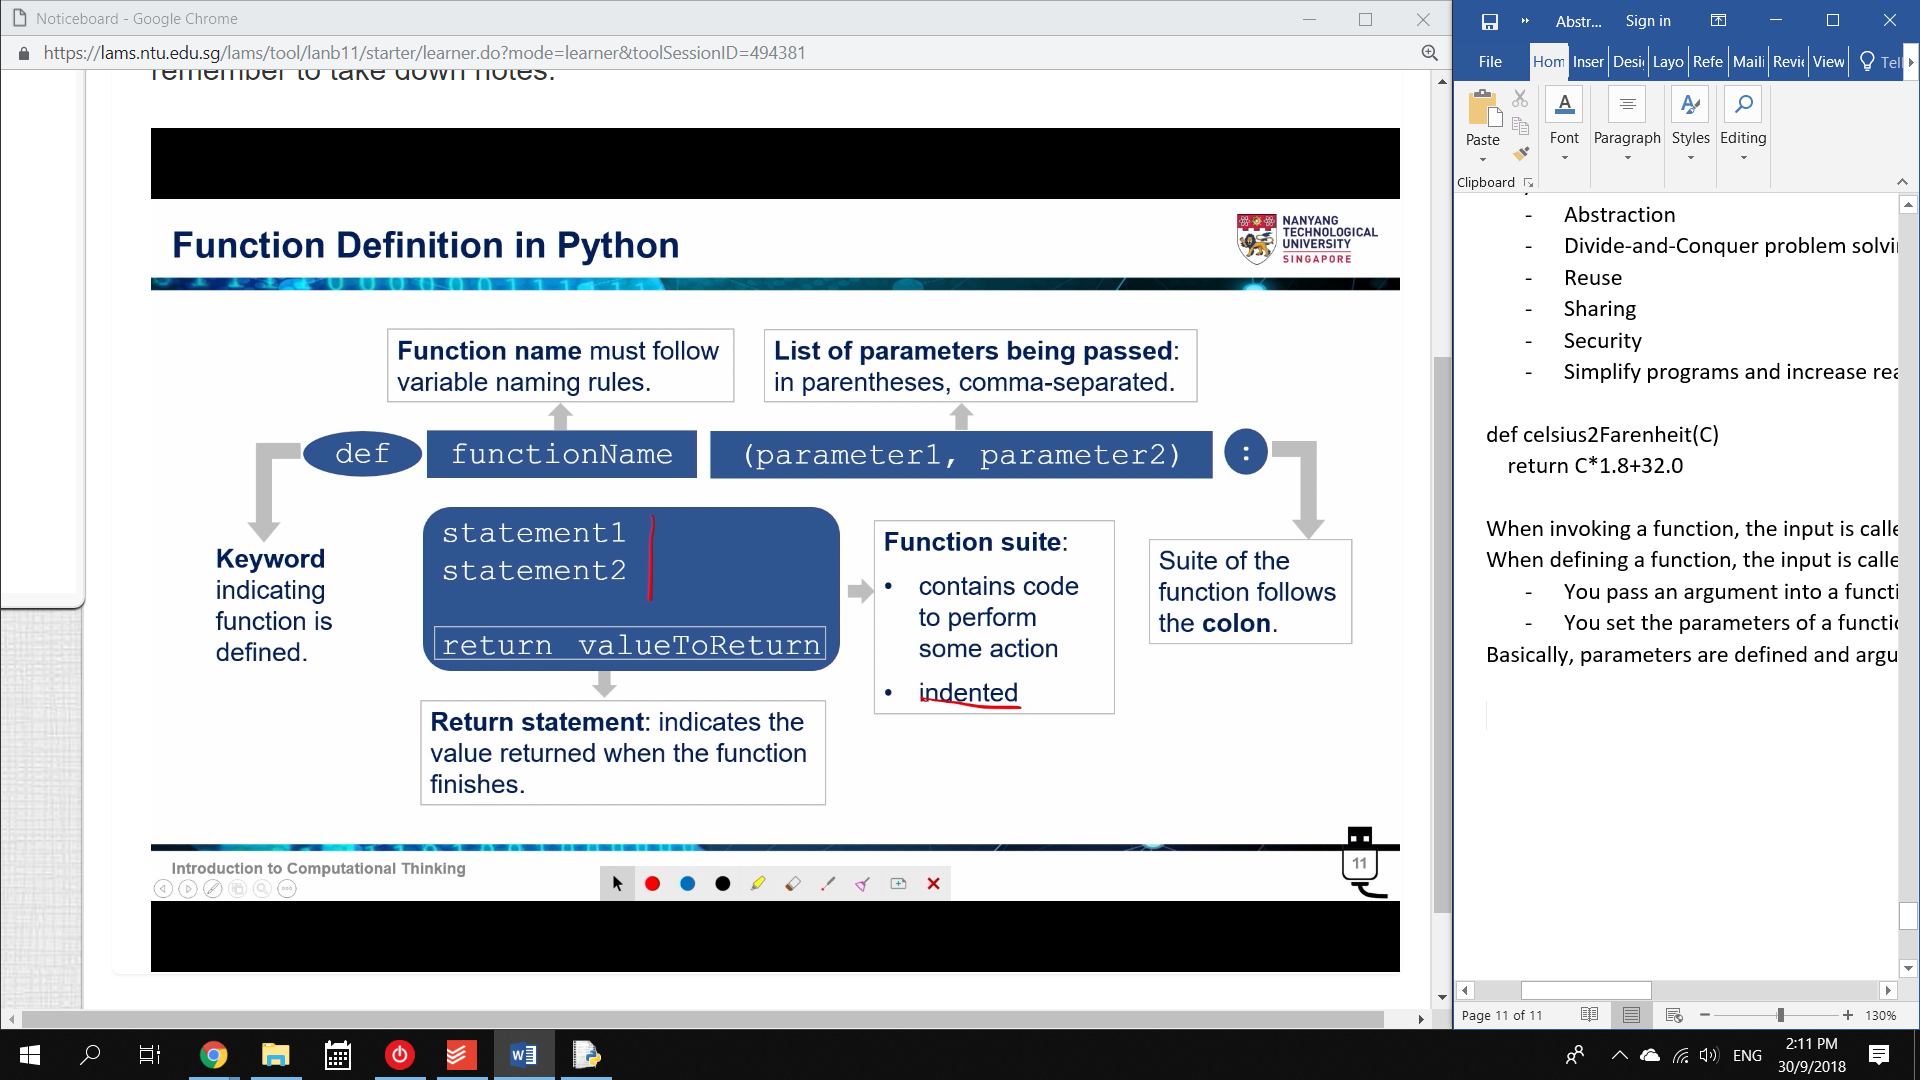 Noticeboard - Google Chrome
https://lams.ntu.edu.sg/lams/tool/lanb11/starter/learner.do?mode=learner&toolSessionID=494381
remember to take down notes.
Function Definition in Python
NANYANG
TECHNOLOGICAL
UNIVERSITY
SINGAPORE
Function name must follow
variable naming rules.
List of parameters being passed:
in parentheses, comma-separated.
def functionName (parameter1, parameter2) :
Keyword
indicating
function is
defined.
statement1
statement2
return valueToReturn
Function suite:
• contains code
to perform
some action
• indented
Suite of the
function follows
the colon.
Return statement: indicates the
value returned when the function
finishes.
Introduction to Computational Thinking
11
Abstr...
Sign in
File
Hom
Inser
Desi
Layo
Refe
Maili
Revi
View
Tel
Paste
Font
Paragraph
Styles
Editing
Clipboard
- Abstraction
- Divide-and-Conquer problem solvi
- Reuse
- Sharing
- Security
- Simplify programs and increase rea
def celsius2Farenheit(C)
return C*1.8+32.0
When invoking a function, the input is calle
When defining a function, the input is calle
- You pass an argument into a functi
- You set the parameters of a functio
Basically, parameters are defined and argu
Page 11 of 11
130%
ENG
2:11 PM
30/9/2018